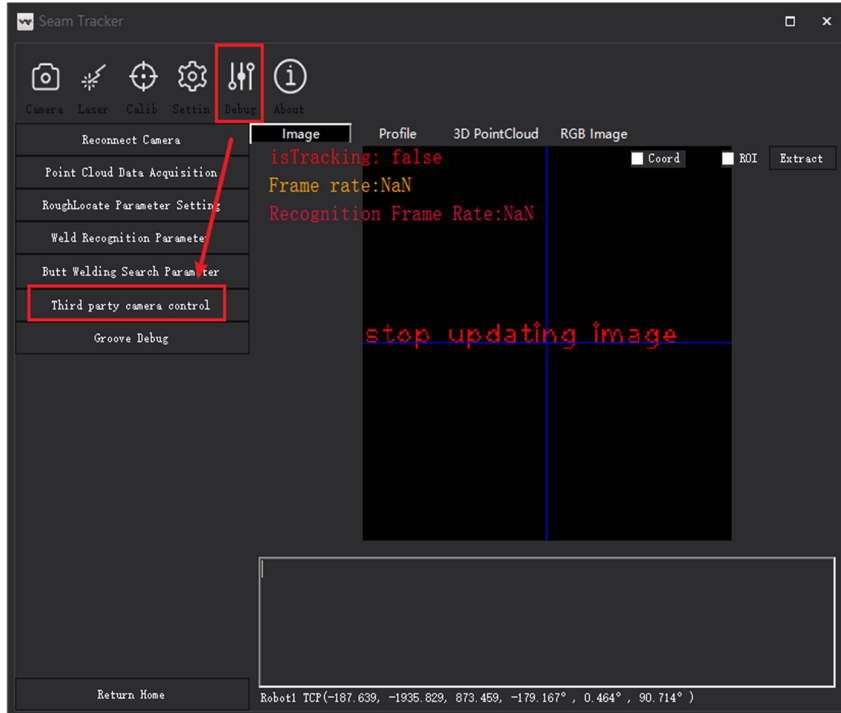 Seam Tracker
Camera Laser Calib Settin Debug About
Image Profile 3D PointCloud RGB Image
Reconnect Camera
Point Cloud Data Acquisition
RoughLocate Parameter Setting
Weld Recognition Parameter
Butt Welding Search Parameter
Third party camera control
Groove Debug
isTracking: false
Coord ROI Extract
Frame rate:NaN
Recognition Frame Rate:NaN
stop updating image
Return Home
Robot1 TCP(-187.639, -1935.829, 873.459, -179.167° , 0.464° , 90.714° )